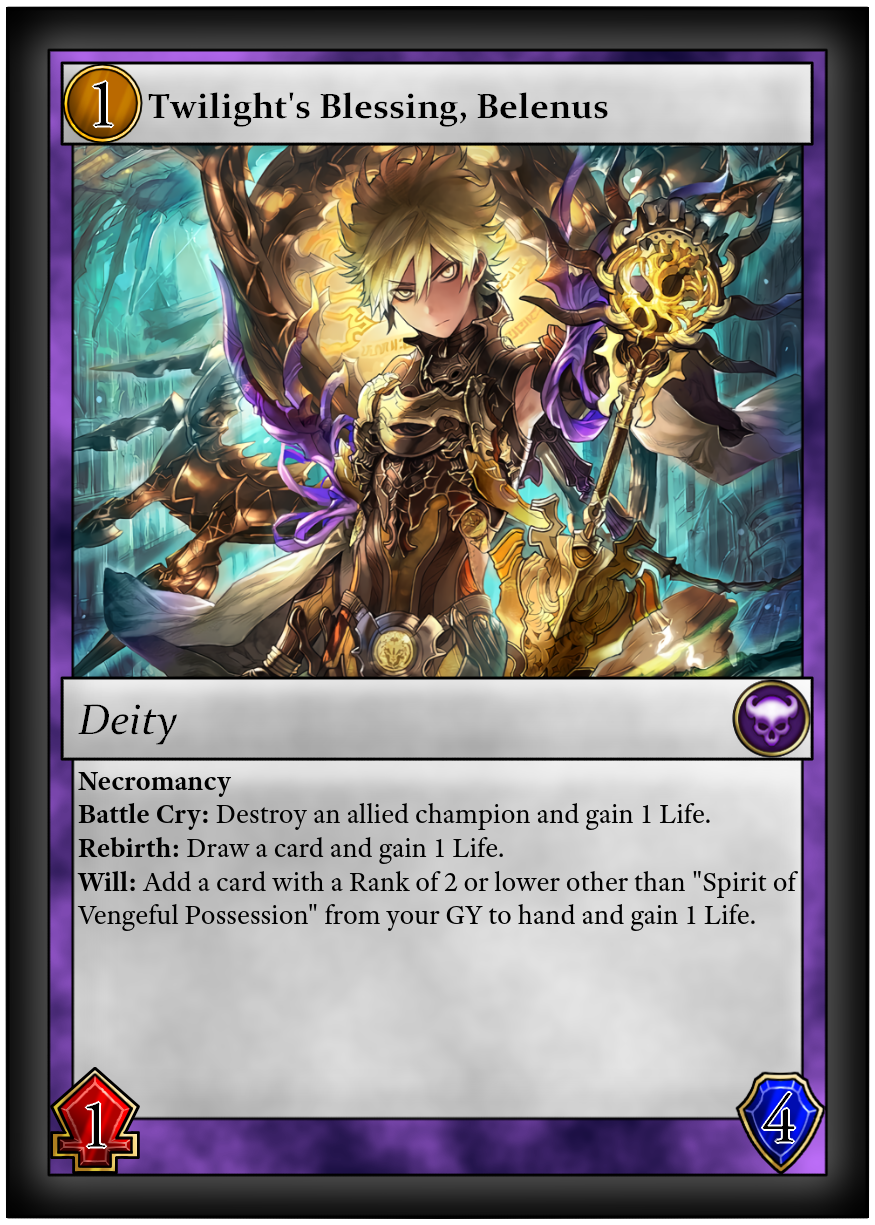 1
Twilight's Blessing, Belenus
Deity
Necromancy
Battle Cry: Destroy an allied champion and gain 1 Life.
Rebirth: Draw a card and gain 1 Life.
Will: Add a card with a Rank of 2 or lower other than "Spirit of
Vengeful Possession" from your GY to hand and gain 1 Life.
1
4